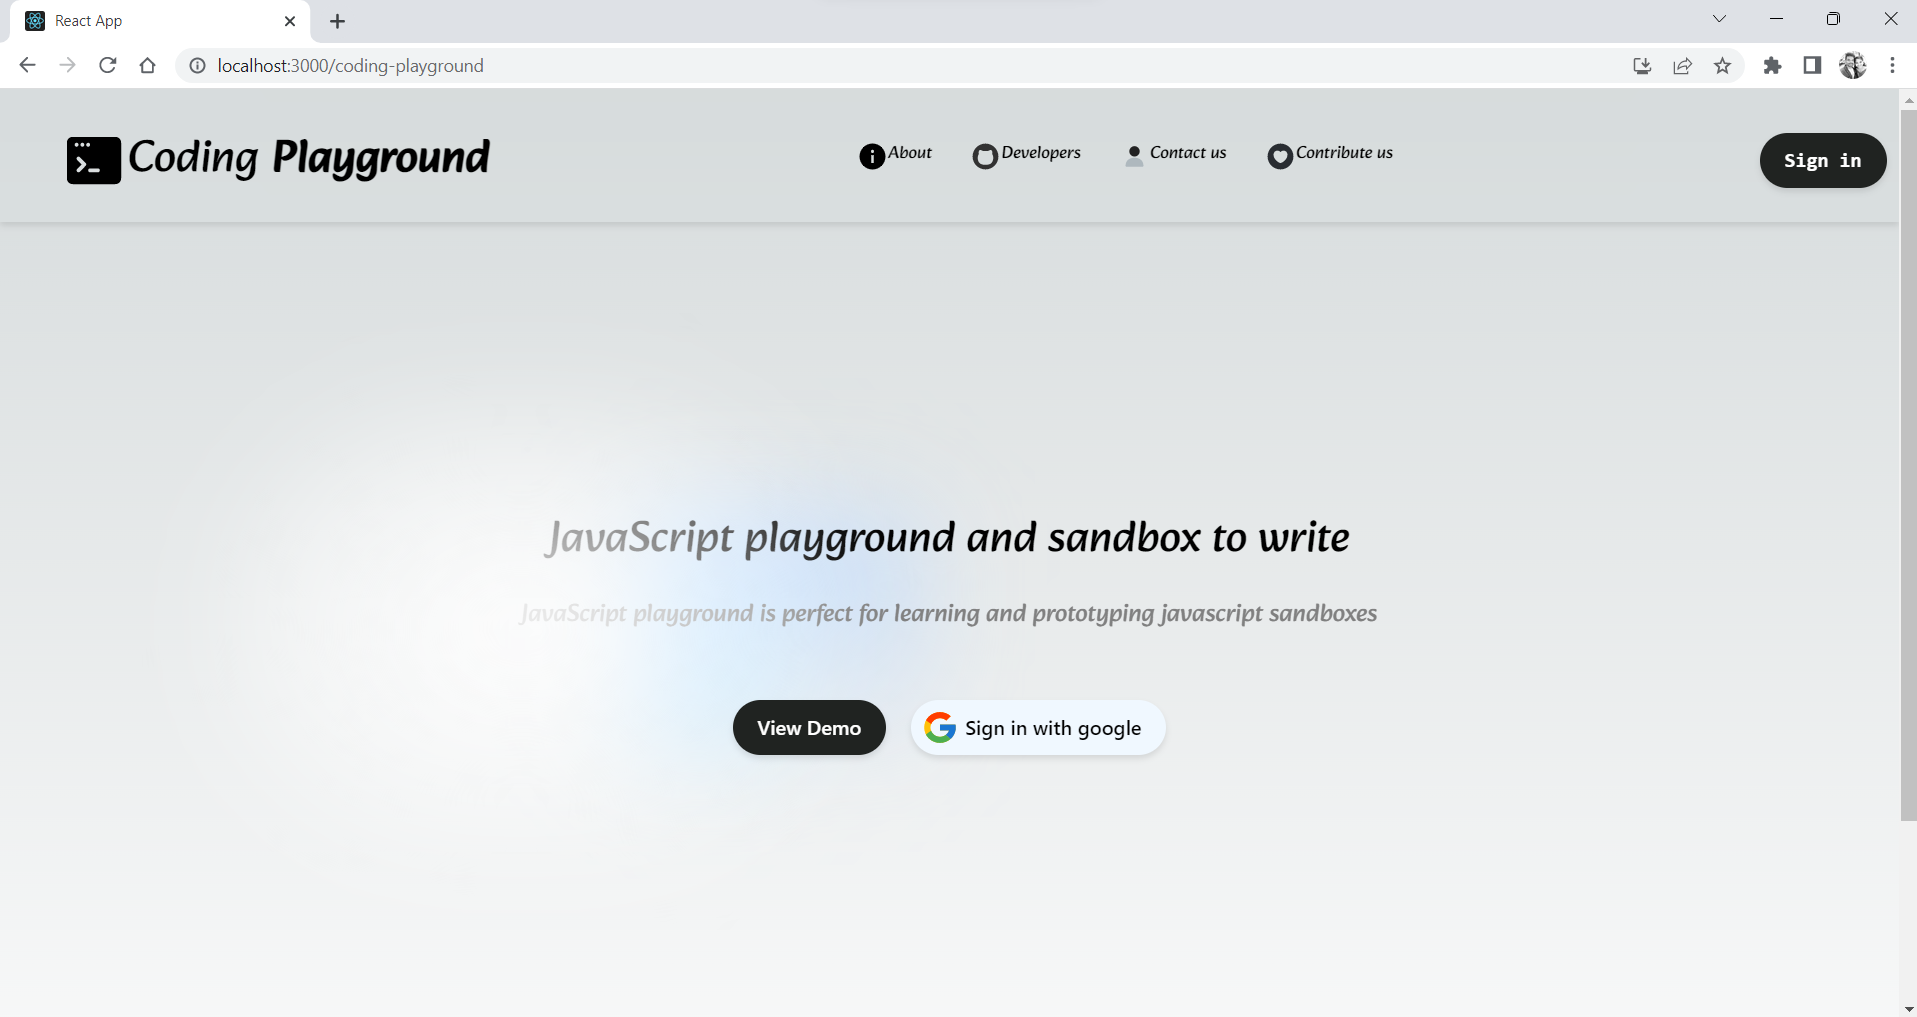 React App
localhost:3000/coding-playground
Coding Playground
About
Developers
Contact us
Contribute us
Sign in
JavaScript playground and sandbox to write
JavaScript playground is perfect for learning and prototyping javascript sandboxes
View Demo
Sign in with google